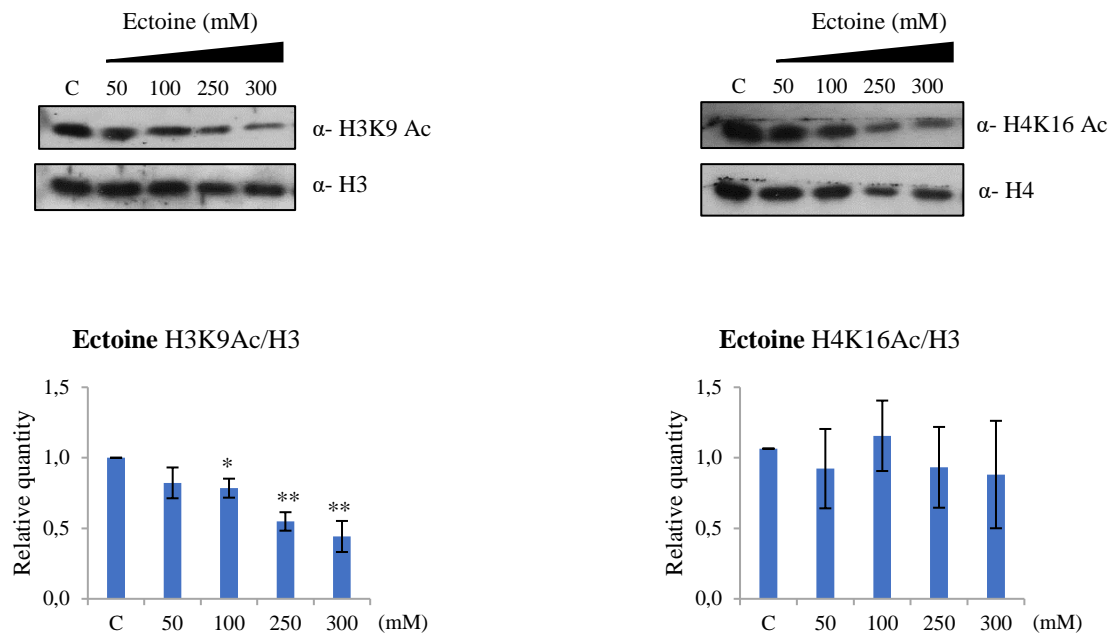 Ectoine (mM)
C 50 100 250 300
α- H3K9 Ac
α- H3
Ectoine (mM)
C 50 100 250 300
α- H4K16 Ac
α- H4
Ectoine H3K9Ac/H3
Relative quantity
1,5
1,0
0,5
0,0
*
**
**
C 50 100 250 300 (mM)
Ectoine H4K16Ac/H3
Relative quantity
1,5
1,0
0,5
0,0
C 50 100 250 300 (mM)